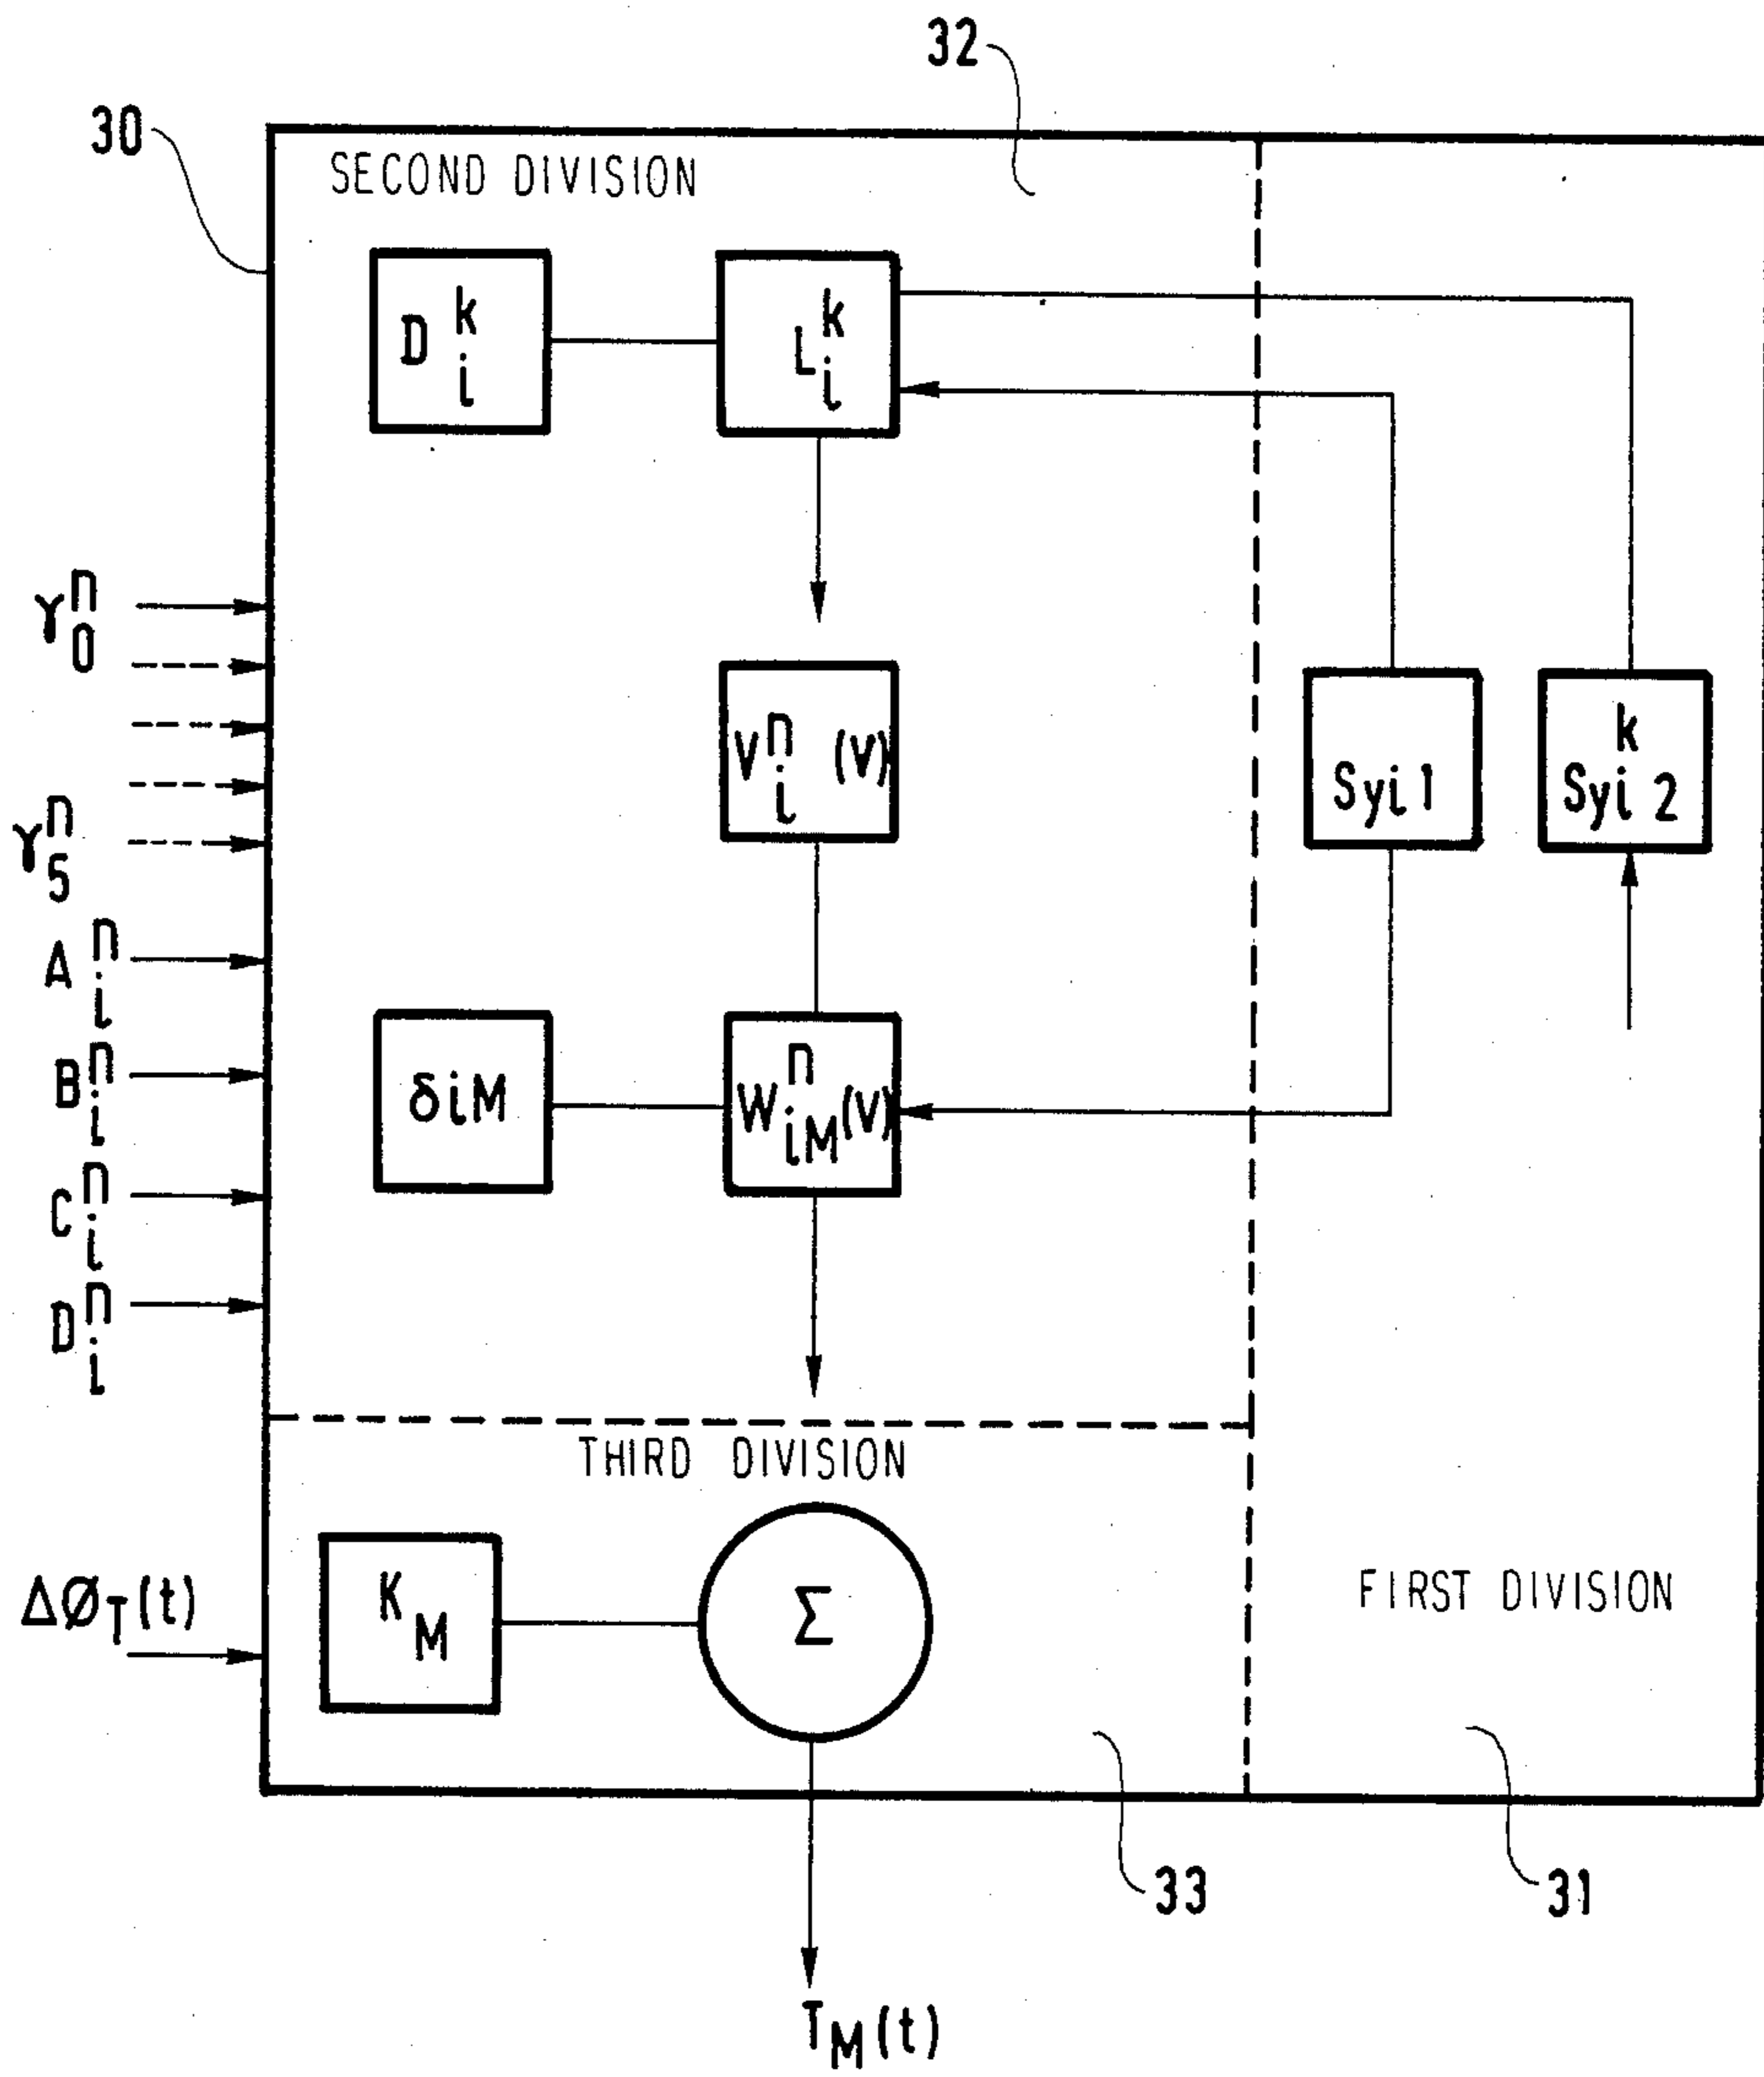 32
30
SECOND DIVISION
D k i
L k i
γ n 0
V n i (V)
Syi 1
k Syi 2
γ n 5
A n i
B n i
δiM
W n iM (V)
C n i
D n i
THIRD DIVISION
K M
Σ
FIRST DIVISION
ΔØT(t)
33
31
TM(t)